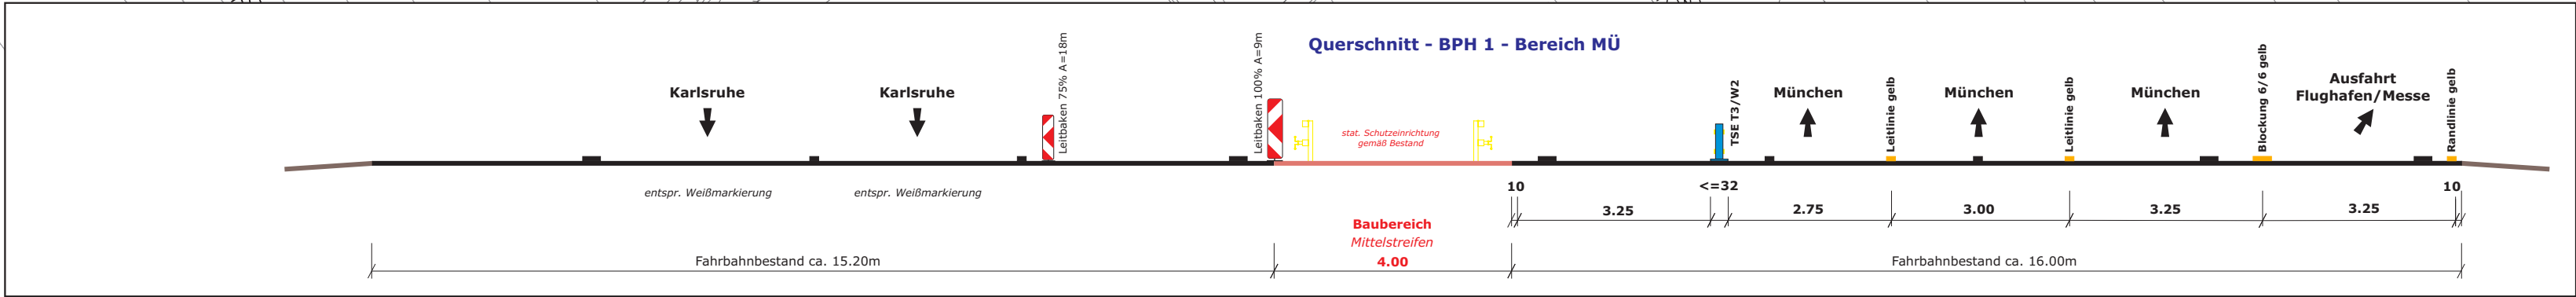 Querschnitt - BPH 1 - Bereich MÜ
Karlsruhe
Karlsruhe
Leitbaken 75% A=18m
Leitbaken 100% A=9m
stat. Schutzeinrichtung
gemäß Bestand
TSE T3/W2
München
Leitlinie gelb
München
Leitlinie gelb
München
Blockung 6/6 gelb
Ausfahrt
Flughafen/Messe
Randlinie gelb
entspr. Weißmarkierung
entspr. Weißmarkierung
10
<=32
10
3.25
2.75
3.00
3.25
3.25
Baubereich
Mittelstreifen
4.00
Fahrbahnbestand ca. 15.20m
Fahrbahnbestand ca. 16.00m